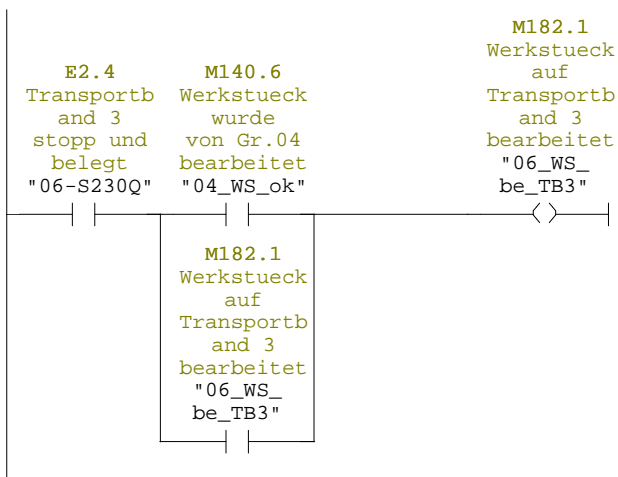 E2.4
Transportb
and 3
stopp und
belegt
"06-S230Q"
M140.6
Werkstueck
wurde
von Gr.04
bearbeitet
"04_WS_ok"
M182.1
Werkstueck
auf
Transportb
and 3
bearbeitet
"06_WS_
be_TB3"
M182.1
Werkstueck
auf
Transportb
and 3
bearbeitet
"06_WS_
be_TB3"